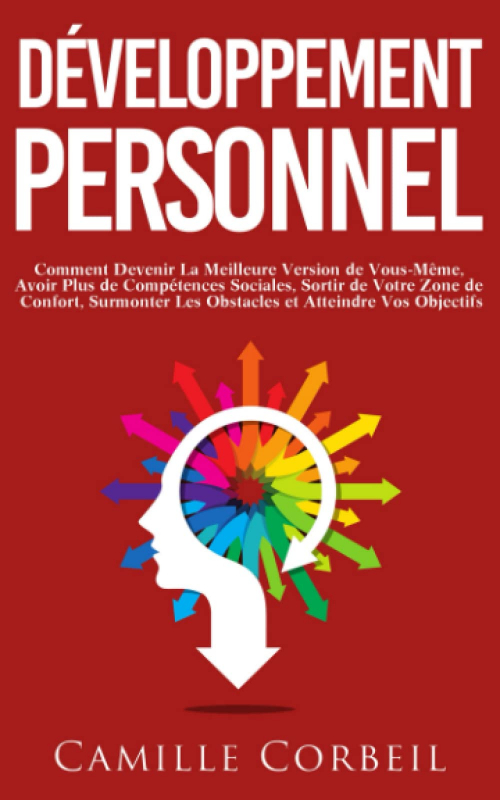 DÉVELOPPEMENT
PERSONNEL
Comment Devenir La Meilleure Version de Vous-Même,
Avoir Plus de Compétences Sociales, Sortir de Votre Zone de
Confort, Surmonter Les Obstacles et Atteindre Vos Objectifs
CAMILLE CORBEIL